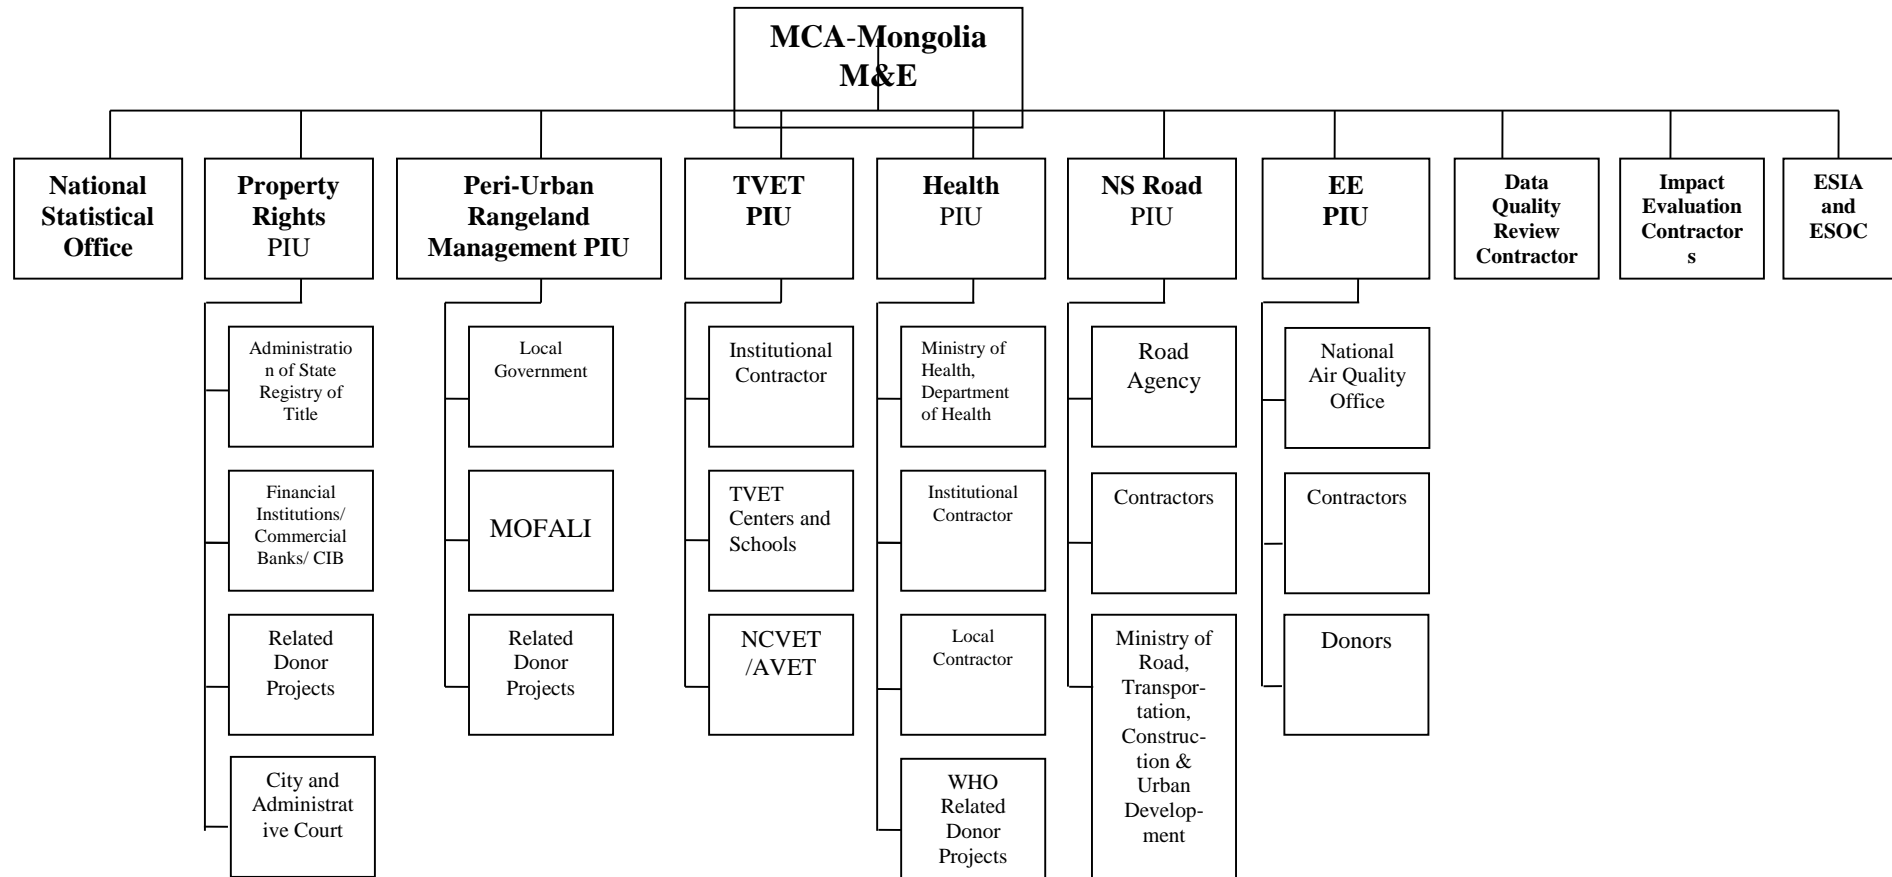 MCA-Mongolia
M&E
National
Statistical
Office
Property
Rights
PIU
Peri-Urban
Rangeland
Management PIU
TVET
PIU
Health
PIU
NS Road
PIU
EE
PIU
Data
Quality
Review
Contractor
Impact
Evaluation
Contractor
s
ESIA
and
ESOC
Administratio
n of State
Registry of
Title
Financial
Institutions/
Commercial
Banks/ CIB
Related
Donor
Projects
City and
Administrat
ive Court
Local
Government
MOFALI
Related
Donor
Projects
Institutional
Contractor
TVET
Centers and
Schools
NCVET
/AVET
Ministry of
Health,
Department
of Health
Institutional
Contractor
Local
Contractor
WHO
Related
Donor
Projects
Road
Agency
Contractors
Ministry of
Road,
Transpor-
tation,
Construc-
tion &
Urban
Develop-
ment
National
Air Quality
Office
Contractors
Donors